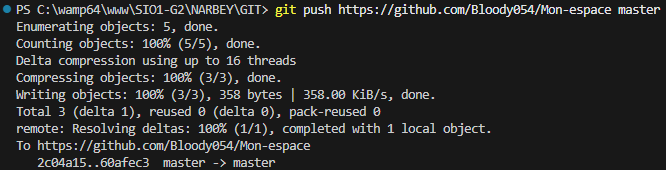 PS C:\wamp64\www\SIO1-G2\NARBEY\GIT> git push https://github.com/Bloody054/Mon-espace master
Enumerating objects: 5, done.
Counting objects: 100% (5/5), done.
Delta compression using up to 16 threads
Compressing objects: 100% (3/3), done.
Writing objects: 100% (3/3), 358 bytes | 358.00 KiB/s, done.
Total 3 (delta 1), reused 0 (delta 0), pack-reused 0
remote: Resolving deltas: 100% (1/1), completed with 1 local object.
To https://github.com/Bloody054/Mon-espace
   2c04a15..60afec3  master -> master